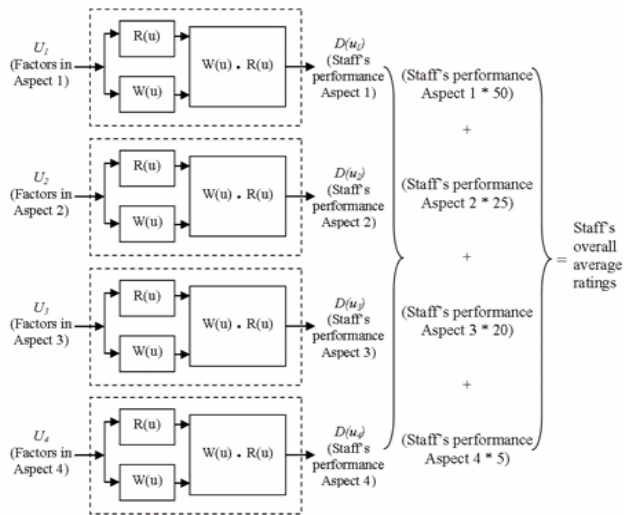 U1
(Factors in
Aspect 1)
R(u)
W(u)
W(u) . R(u)
D(u1)
(Staff's
performance
Aspect 1)
U2
(Factors in
Aspect 2)
R(u)
W(u)
W(u) . R(u)
D(u2)
(Staff's
performance
Aspect 2)
U3
(Factors in
Aspect 3)
R(u)
W(u)
W(u) . R(u)
D(u3)
(Staff's
performance
Aspect 3)
U4
(Factors in
Aspect 4)
R(u)
W(u)
W(u) . R(u)
D(u4)
(Staff's
performance
Aspect 4)
(Staff's performance
Aspect 1 * 50)
+
(Staff's performance
Aspect 2 * 25)
+
(Staff's performance
Aspect 3 * 20)
+
(Staff's performance
Aspect 4 * 5)
= Staff's
overall
average
ratings